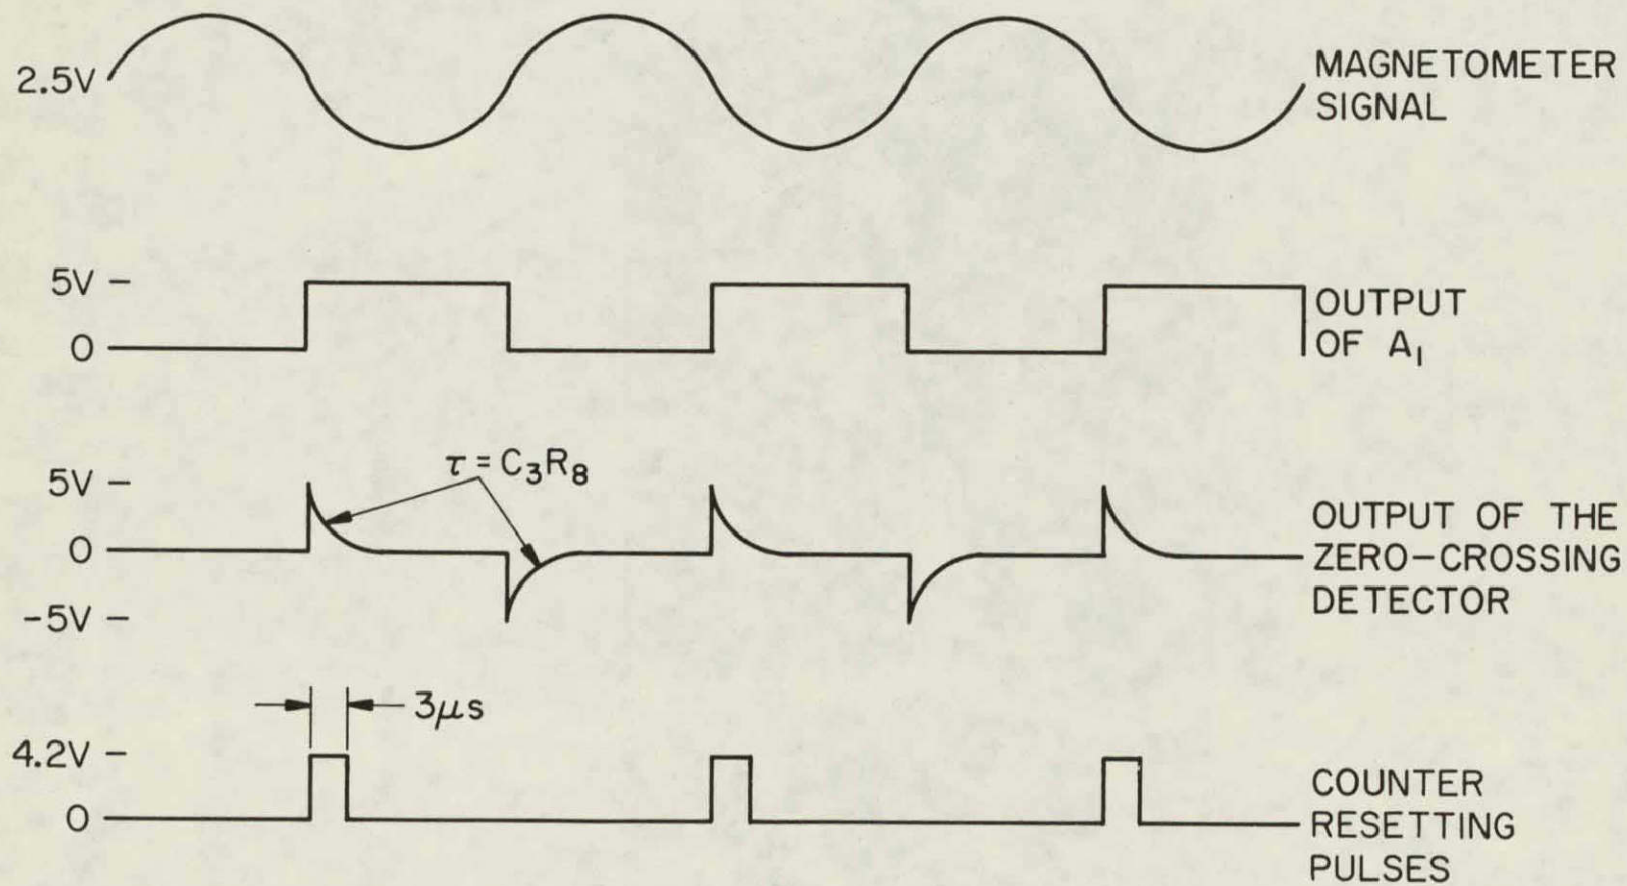 2.5V
MAGNETOMETER
SIGNAL
5V
0
OUTPUT
OF A₁
τ = C₃R₈
5V
0
-5V
OUTPUT OF THE
ZERO-CROSSING
DETECTOR
3μs
4.2V
0
COUNTER
RESETTING
PULSES